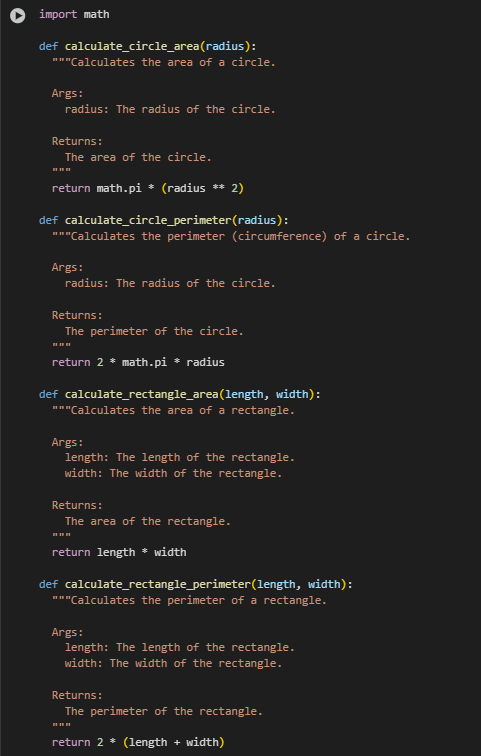 import math

def calculate_circle_area(radius):
  """Calculates the area of a circle.

  Args:
    radius: The radius of the circle.

  Returns:
    The area of the circle.
  """
  return math.pi * (radius ** 2)

def calculate_circle_perimeter(radius):
  """Calculates the perimeter (circumference) of a circle.

  Args:
    radius: The radius of the circle.

  Returns:
    The perimeter of the circle.
  """
  return 2 * math.pi * radius

def calculate_rectangle_area(length, width):
  """Calculates the area of a rectangle.

  Args:
    length: The length of the rectangle.
    width: The width of the rectangle.

  Returns:
    The area of the rectangle.
  """
  return length * width

def calculate_rectangle_perimeter(length, width):
  """Calculates the perimeter of a rectangle.

  Args:
    length: The length of the rectangle.
    width: The width of the rectangle.

  Returns:
    The perimeter of the rectangle.
  """
  return 2 * (length + width)